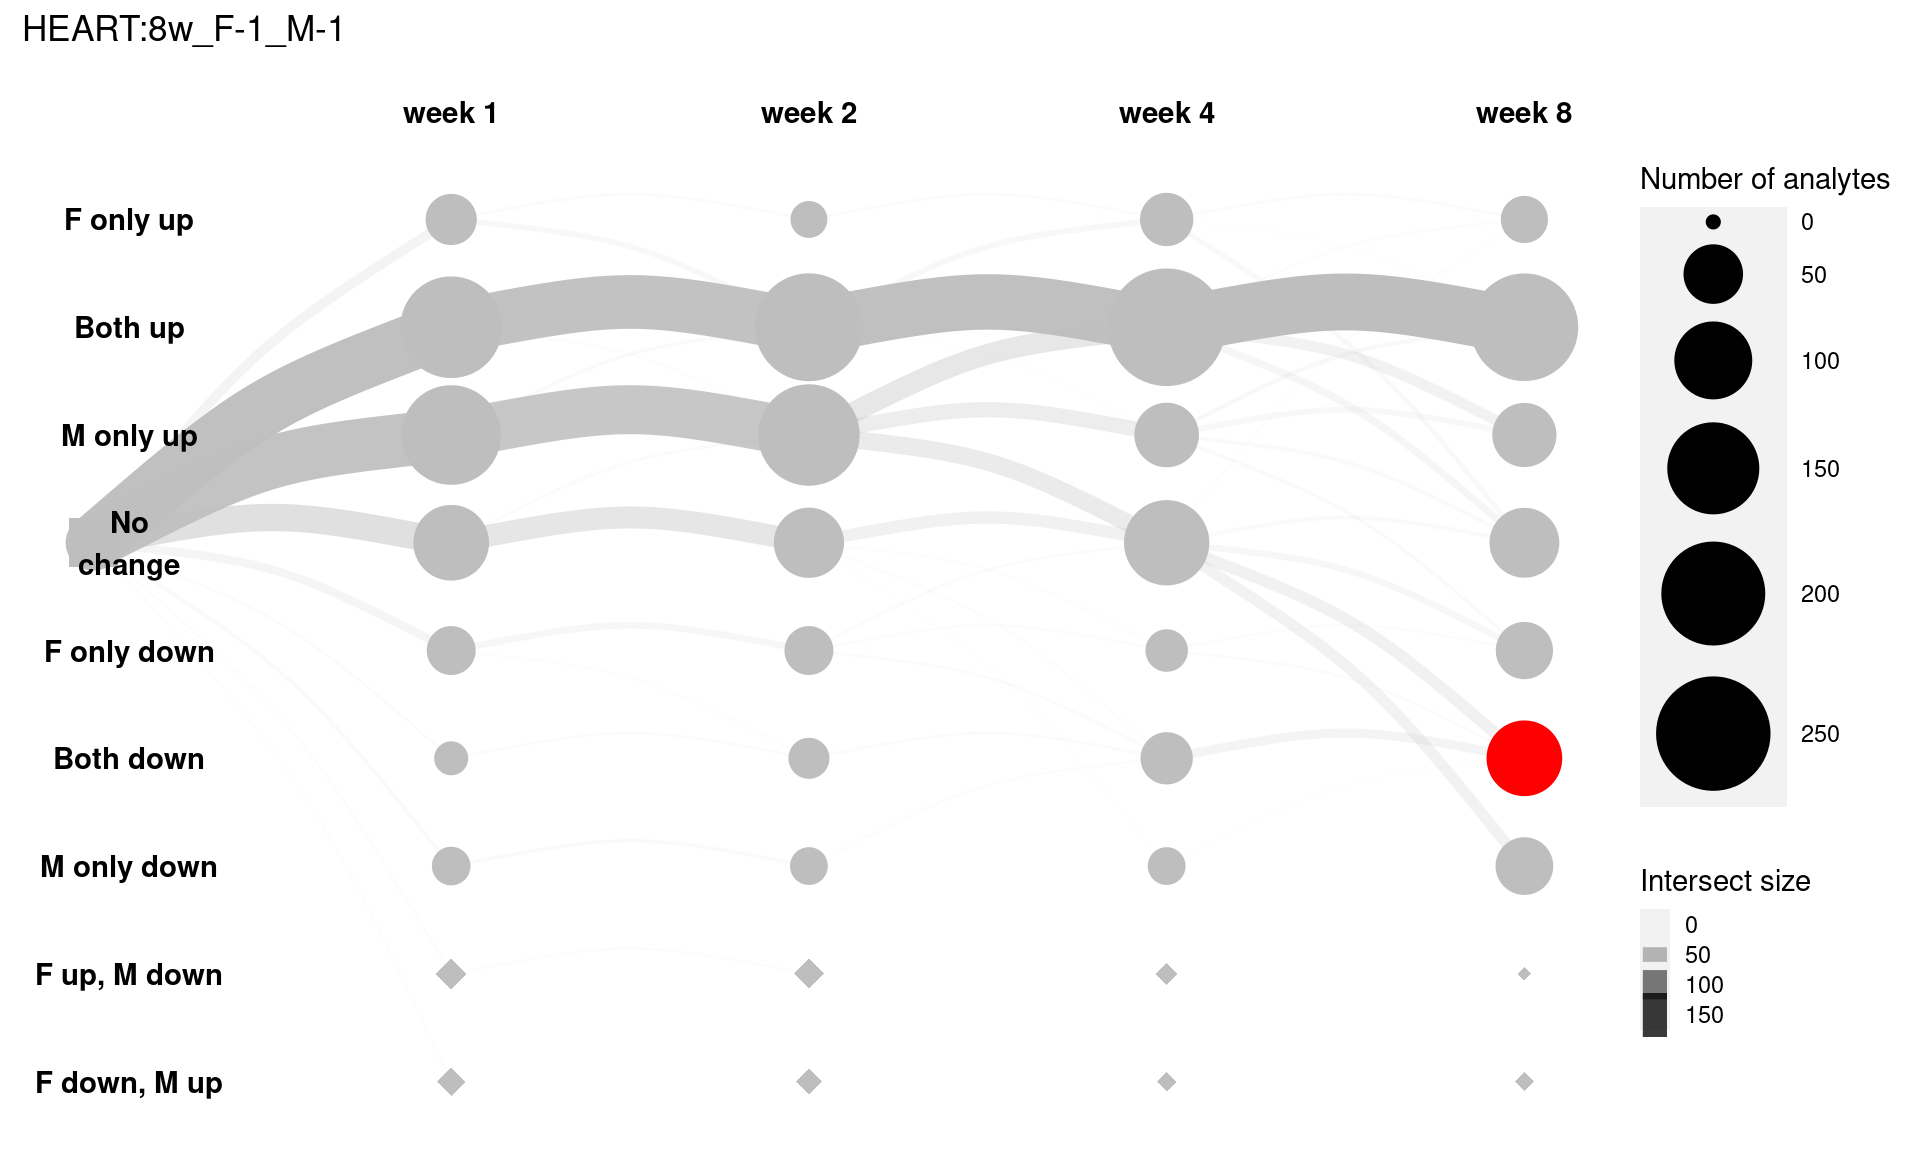 HEART:8w_F-1_M-1
week 1 week 2 week 4 week 8
F only up
Both up
M only up
No
change
F only down
Both down
M only down
F up, M down
F down, M up
Number of analytes
0
50
100
150
200
250
Intersect size
0
50
100
150